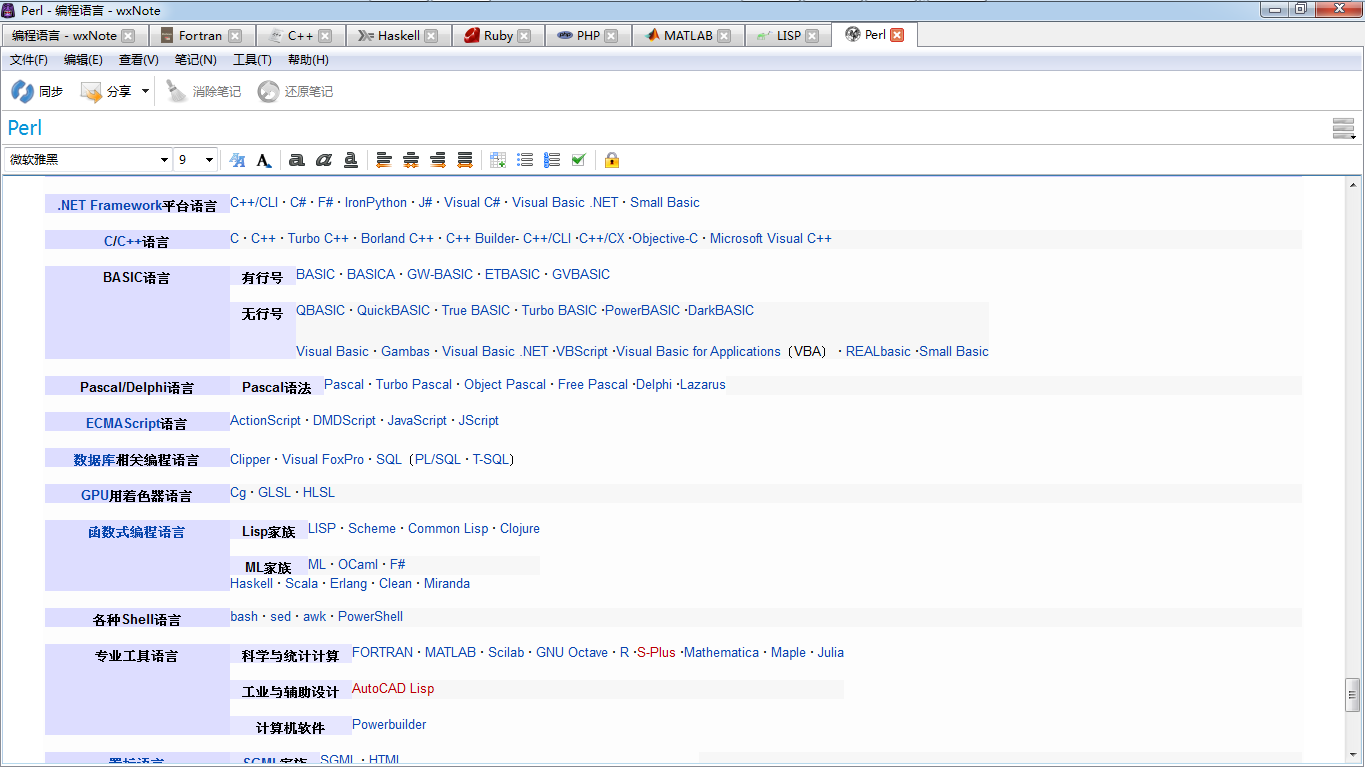 Perl - 编程语言 - wxNote
编程语言 - wxNote Fortran C++ Haskell Ruby PHP MATLAB LISP Perl
文件(F) 编辑(E) 查看(V) 笔记(N) 工具(T) 帮助(H)
同步 分享 消除笔记 还原笔记
Perl
微软雅黑 9
.NET Framework平台语言 C++/CLI · C# · F# · IronPython · J# · Visual C# · Visual Basic .NET · Small Basic
C/C++语言 C · C++ · Turbo C++ · Borland C++ · C++ Builder- C++/CLI ·C++/CX ·Objective-C · Microsoft Visual C++
BASIC语言 有行号 BASIC · BASICA · GW-BASIC · ETBASIC · GVBASIC
无行号 QBASIC · QuickBASIC · True BASIC · Turbo BASIC ·PowerBASIC ·DarkBASIC
Visual Basic · Gambas · Visual Basic .NET ·VBScript ·Visual Basic for Applications（VBA） · REALbasic ·Small Basic
Pascal/Delphi语言 Pascal语法 Pascal · Turbo Pascal · Object Pascal · Free Pascal ·Delphi ·Lazarus
ECMAScript语言 ActionScript · DMDScript · JavaScript · JScript
数据库相关编程语言 Clipper · Visual FoxPro · SQL（PL/SQL · T-SQL）
GPU用着色器语言 Cg · GLSL · HLSL
函数式编程语言 Lisp家族 LISP · Scheme · Common Lisp · Clojure
ML家族 ML · OCaml · F#
Haskell · Scala · Erlang · Clean · Miranda
各种Shell语言 bash · sed · awk · PowerShell
专业工具语言 科学与统计计算 FORTRAN · MATLAB · Scilab · GNU Octave · R ·S-Plus ·Mathematica · Maple · Julia
工业与辅助设计 AutoCAD Lisp
计算机软件 Powerbuilder
置标语言 SGML家族 SGML · HTML